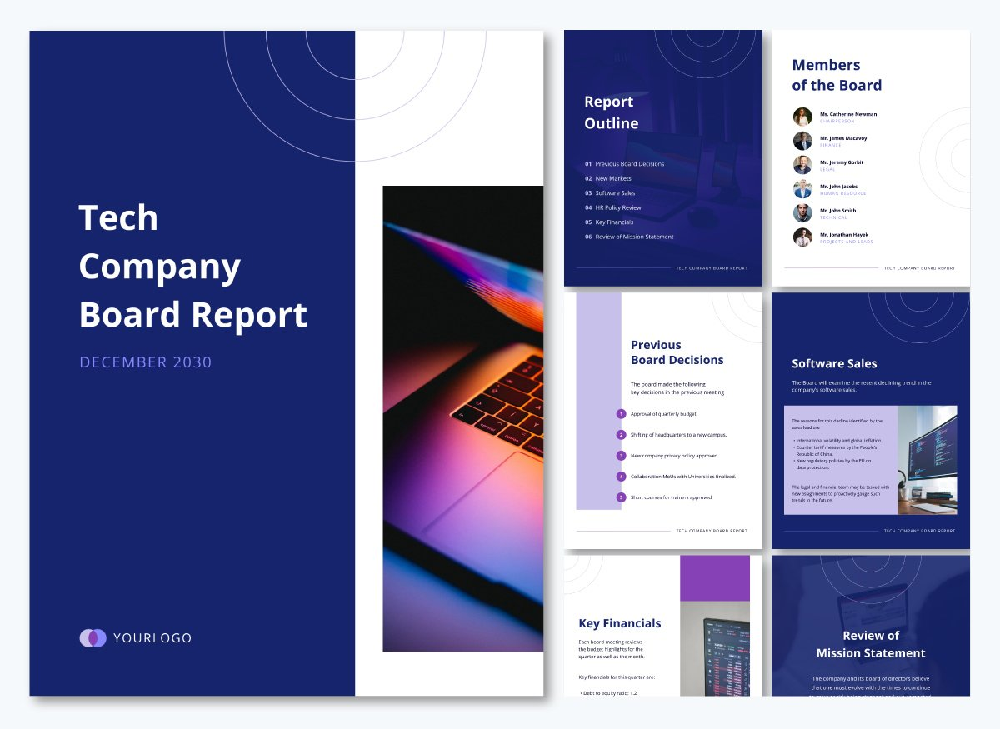 Tech
Company
Board Report
DECEMBER 2030
YOURLOGO
Report
Outline
01 Previous Board Decisions
02 New Markets
03 Software Sales
04 HR Policy Review
05 Key Financials
06 Review of Mission Statement
TECH COMPANY BOARD REPORT
Members
of the Board
Ms. Catherine Newman
CHAIRPERSON
Mr. James Macavoy
FINANCE
Mr. Jeremy Gorbit
LEGAL
Mr. John Jacobs
HUMAN RESOURCE
Mr. John Smith
TECHNICAL
Mr. Jonathan Hayek
PROJECTS AND LEADS
TECH COMPANY BOARD REPORT
Previous
Board Decisions
The board made the following
key decisions in the previous meeting
1 Approval of quarterly budget.
2 Shifting of headquarters to a new campus.
3 New company privacy policy approved.
4 Collaboration MoUs with Universities finalized.
5 Short courses for trainers approved.
TECH COMPANY BOARD REPORT
Software Sales
The Board will examine the recent declining trend in the
company's software sales.
The reasons for this decline identified by the
sales lead are
• International volatility and global inflation.
• Counter tariff measures by the People's
Republic of China.
• New regulatory policies by the EU on
data protection.
The legal and financial team may be tasked with
new assignments to proactively gauge such
trends in the future.
TECH COMPANY BOARD REPORT
Key Financials
Each board meeting reviews
the budget highlights for the
quarter as well as the month.
Key financials for this quarter are:
• Debt to equity ratio: 1.2
Review of
Mission Statement
The company and its board of directors believe
that one must evolve with the times to continue